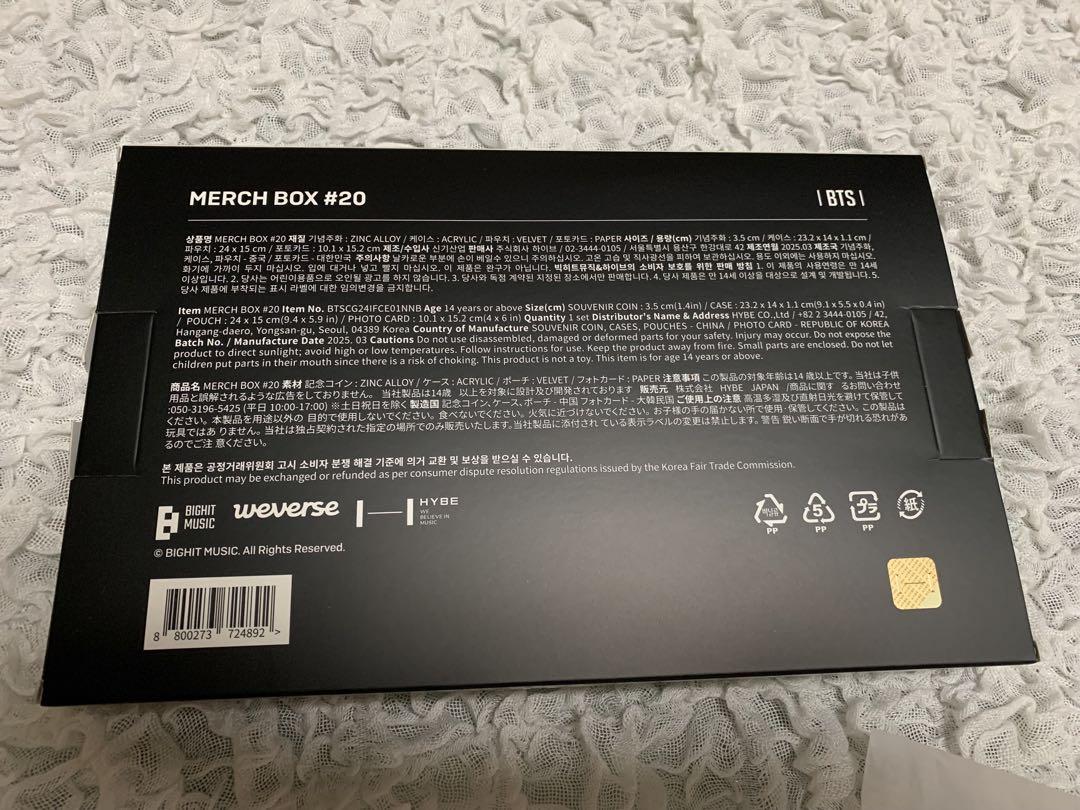 MERCH BOX #20
| BTS |
상품명 MERCH BOX #20 재질 기념주화 : ZINC ALLOY / 케이스 : ACRYLIC / 파우치 : VELVET / 포토카드 : PAPER 사이즈 / 용량(cm) 기념주화 : 3.5 cm / 케이스 : 23.2 x 14 x 1.1 cm /
파우치 : 24 x 15 cm / 포토카드 : 10.1 x 15.2 cm 제조/수입사 신기산업 판매사 주식회사 하이브 / 02-3444-0105 / 서울특별시 용산구 한강대로 42 제조연월 2025.03 제조국 기념주화,
케이스, 파우치 - 중국 / 포토카드 - 대한민국 주의사항 날카로운 부분에 손이 베일수 있으니 주의하십시오. 고온 고습 및 직사광선을 피하여 보관하십시오. 용도 이외에는 사용하지 마십시오.
화기에 가까이 두지 마십시오. 입에 대거나 넣고 빨지 마십시오. 이 제품은 완구가 아닙니다. 빅히트뮤직&하이브의 소비자 보호를 위한 판매 방침 1. 이 제품의 사용연령은 만 14세
이상입니다. 2. 당사는 어린이용품으로 오인될 광고를 하지 않습니다. 3. 당사와 독점 계약된 지정된 장소에서만 판매합니다. 4. 당사 제품은 만 14세 이상을 대상으로 설계 및 개발됩니다. 5.
당사 제품에 부착되는 표시 라벨에 대한 임의변경을 금지합니다.
Item MERCH BOX #20 Item No. BTSCG24IFCE01NNB Age 14 years or above Size(cm) SOUVENIR COIN : 3.5 cm(1.4in) / CASE : 23.2 x 14 x 1.1 cm(9.1 x 5.5 x 0.4 in)
/ POUCH : 24 x 15 cm(9.4 x 5.9 in) / PHOTO CARD : 10.1 x 15.2 cm(4 x 6 in) Quantity 1 set Distributor's Name & Address HYBE CO.,Ltd / +82 2 3444-0105 / 42,
Hangang-daero, Yongsan-gu, Seoul, 04389 Korea Country of Manufacture SOUVENIR COIN, CASES, POUCHES - CHINA / PHOTO CARD - REPUBLIC OF KOREA
Batch No. / Manufacture Date 2025. 03 Cautions Do not use disassembled, damaged or deformed parts for your safety. Injury may occur. Do not expose the
product to direct sunlight; avoid high or low temperatures. Follow instructions for use. Keep the product away from fire. Small parts are enclosed. Do not let
children put parts in their mouth since there is a risk of choking. This product is not a toy. This item is for age 14 years or above.
商品名 MERCH BOX #20 素材 記念コイン : ZINC ALLOY / ケース : ACRYLIC / ポーチ : VELVET / フォトカード : PAPER 注意事項 この製品の対象年齢は14 歳以上です。当社は子供
用品と誤解されるような広告をしておりません。 当社製品は14歳 以上を対象に設計及び開発されております 販売元 株式会社 HYBE JAPAN /商品に関す るお問い合わせ
:050-3196-5425 (平日 10:00-17:00) ※土日祝日を除く 製造国 記念コイン, ケース, ポーチ - 中国 フォトカード - 大韓民国 ご使用上の注意 高温多湿及び直射日光を避けて保管して
ください。本製品を用途以外の 目的で使用しないでください。食べないでください。火気に近づけないでください。お子様の手の届かない所で使用・保管してください。この製品は
玩具ではあ りません。当社は独占契約された指定の場所でのみ販売いたします。当社製品に添付され ている表示ラベルの変更は禁止します。警告 鋭い断面で手が切れる恐れがあ
るのでご注 意ください。
본 제품은 공정거래위원회 고시 소비자 분쟁 해결 기준에 의거 교환 및 보상을 받으실 수 있습니다.
This product may be exchanged or refunded as per consumer dispute resolution regulations issued by the Korea Fair Trade Commission.
BIGHIT
MUSIC
weverse
HYBE
WE
BELIEVE IN
MUSIC
비닐류
PP
5
PP
プラ
PP
紙
© BIGHIT MUSIC. All Rights Reserved.
8 800273 724892 >